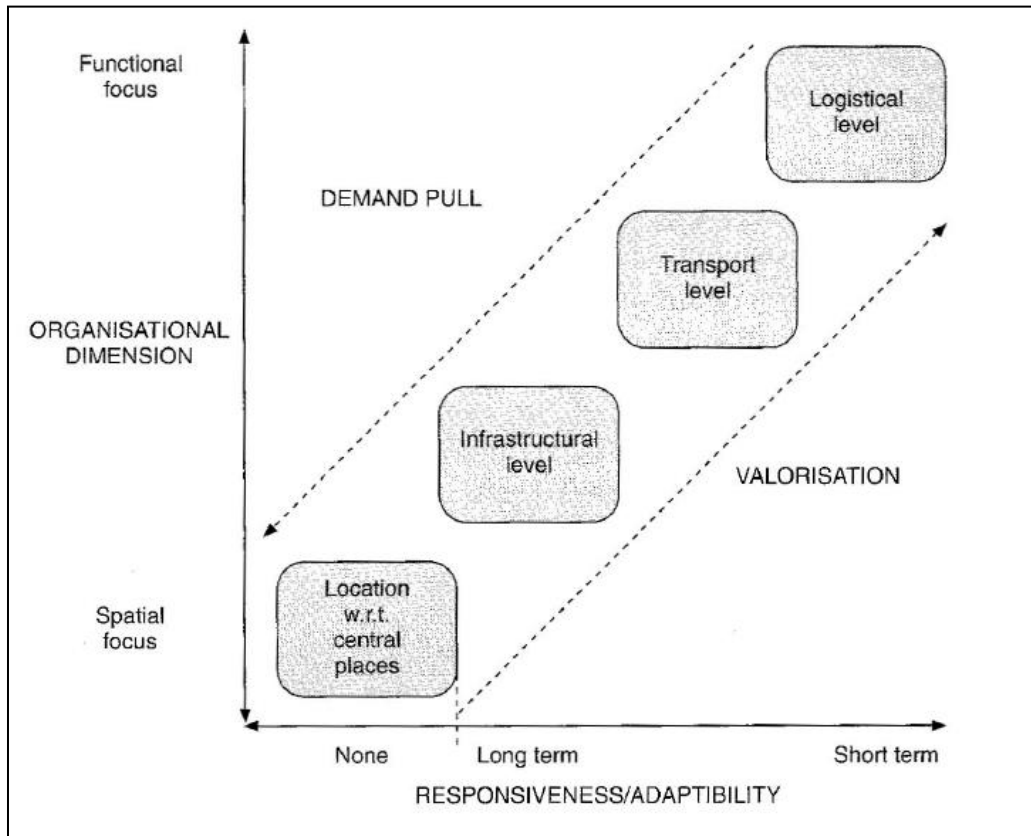 Functional
focus
Logistical
level
DEMAND PULL
Transport
level
ORGANISATIONAL
DIMENSION
Infrastructural
level
VALORISATION
Location
w.r.t.
central
places
Spatial
focus
None
Long term
Short term
RESPONSIVENESS/ADAPTIBILITY